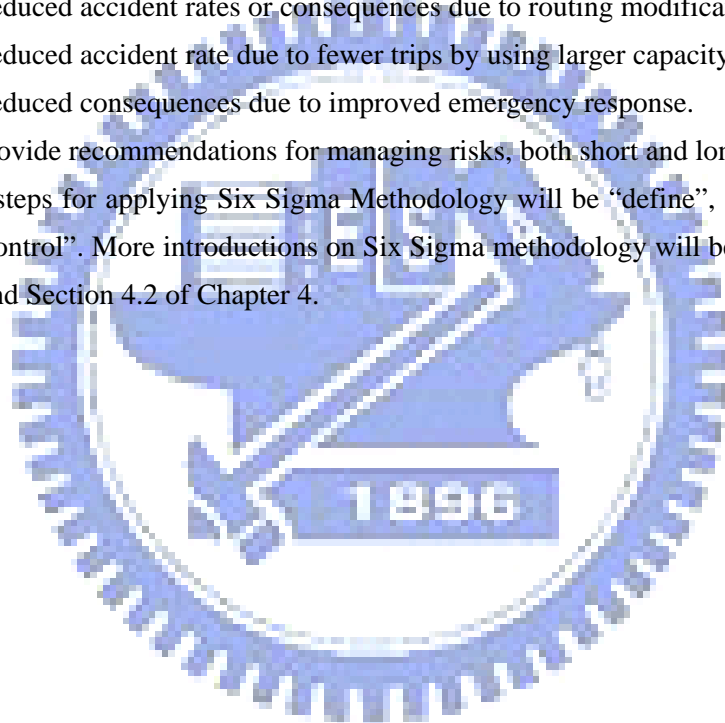 educed accident rates or consequences due to routing modifica
educed accident rate due to fewer trips by using larger capacity
educed consequences due to improved emergency response.
ovide recommendations for managing risks, both short and lon
steps for applying Six Sigma Methodology will be “define”,
ontrol”. More introductions on Six Sigma methodology will be
nd Section 4.2 of Chapter 4.
E S
1896